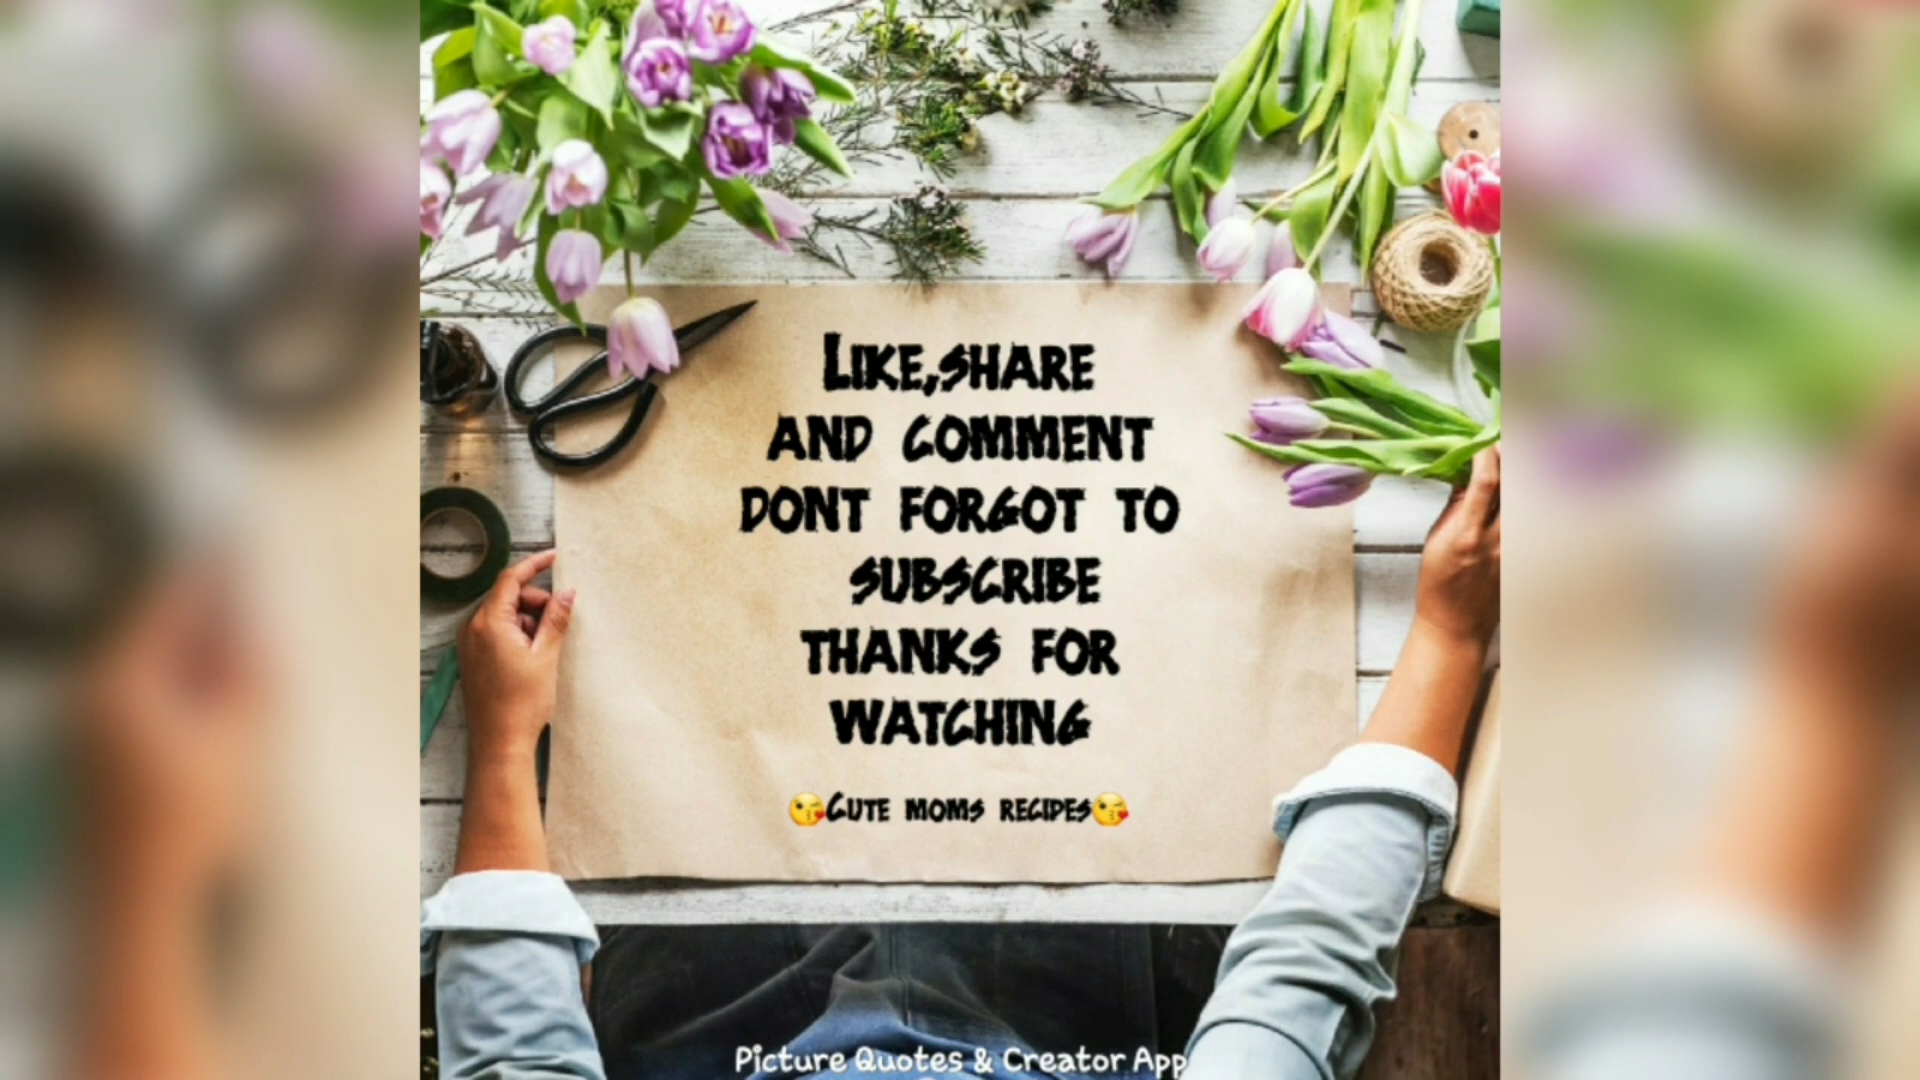 Like,share
and comment
dont forgot to
subscribe
thanks for
watching
😘Cute moms recipes😘
Picture Quotes & Creator App